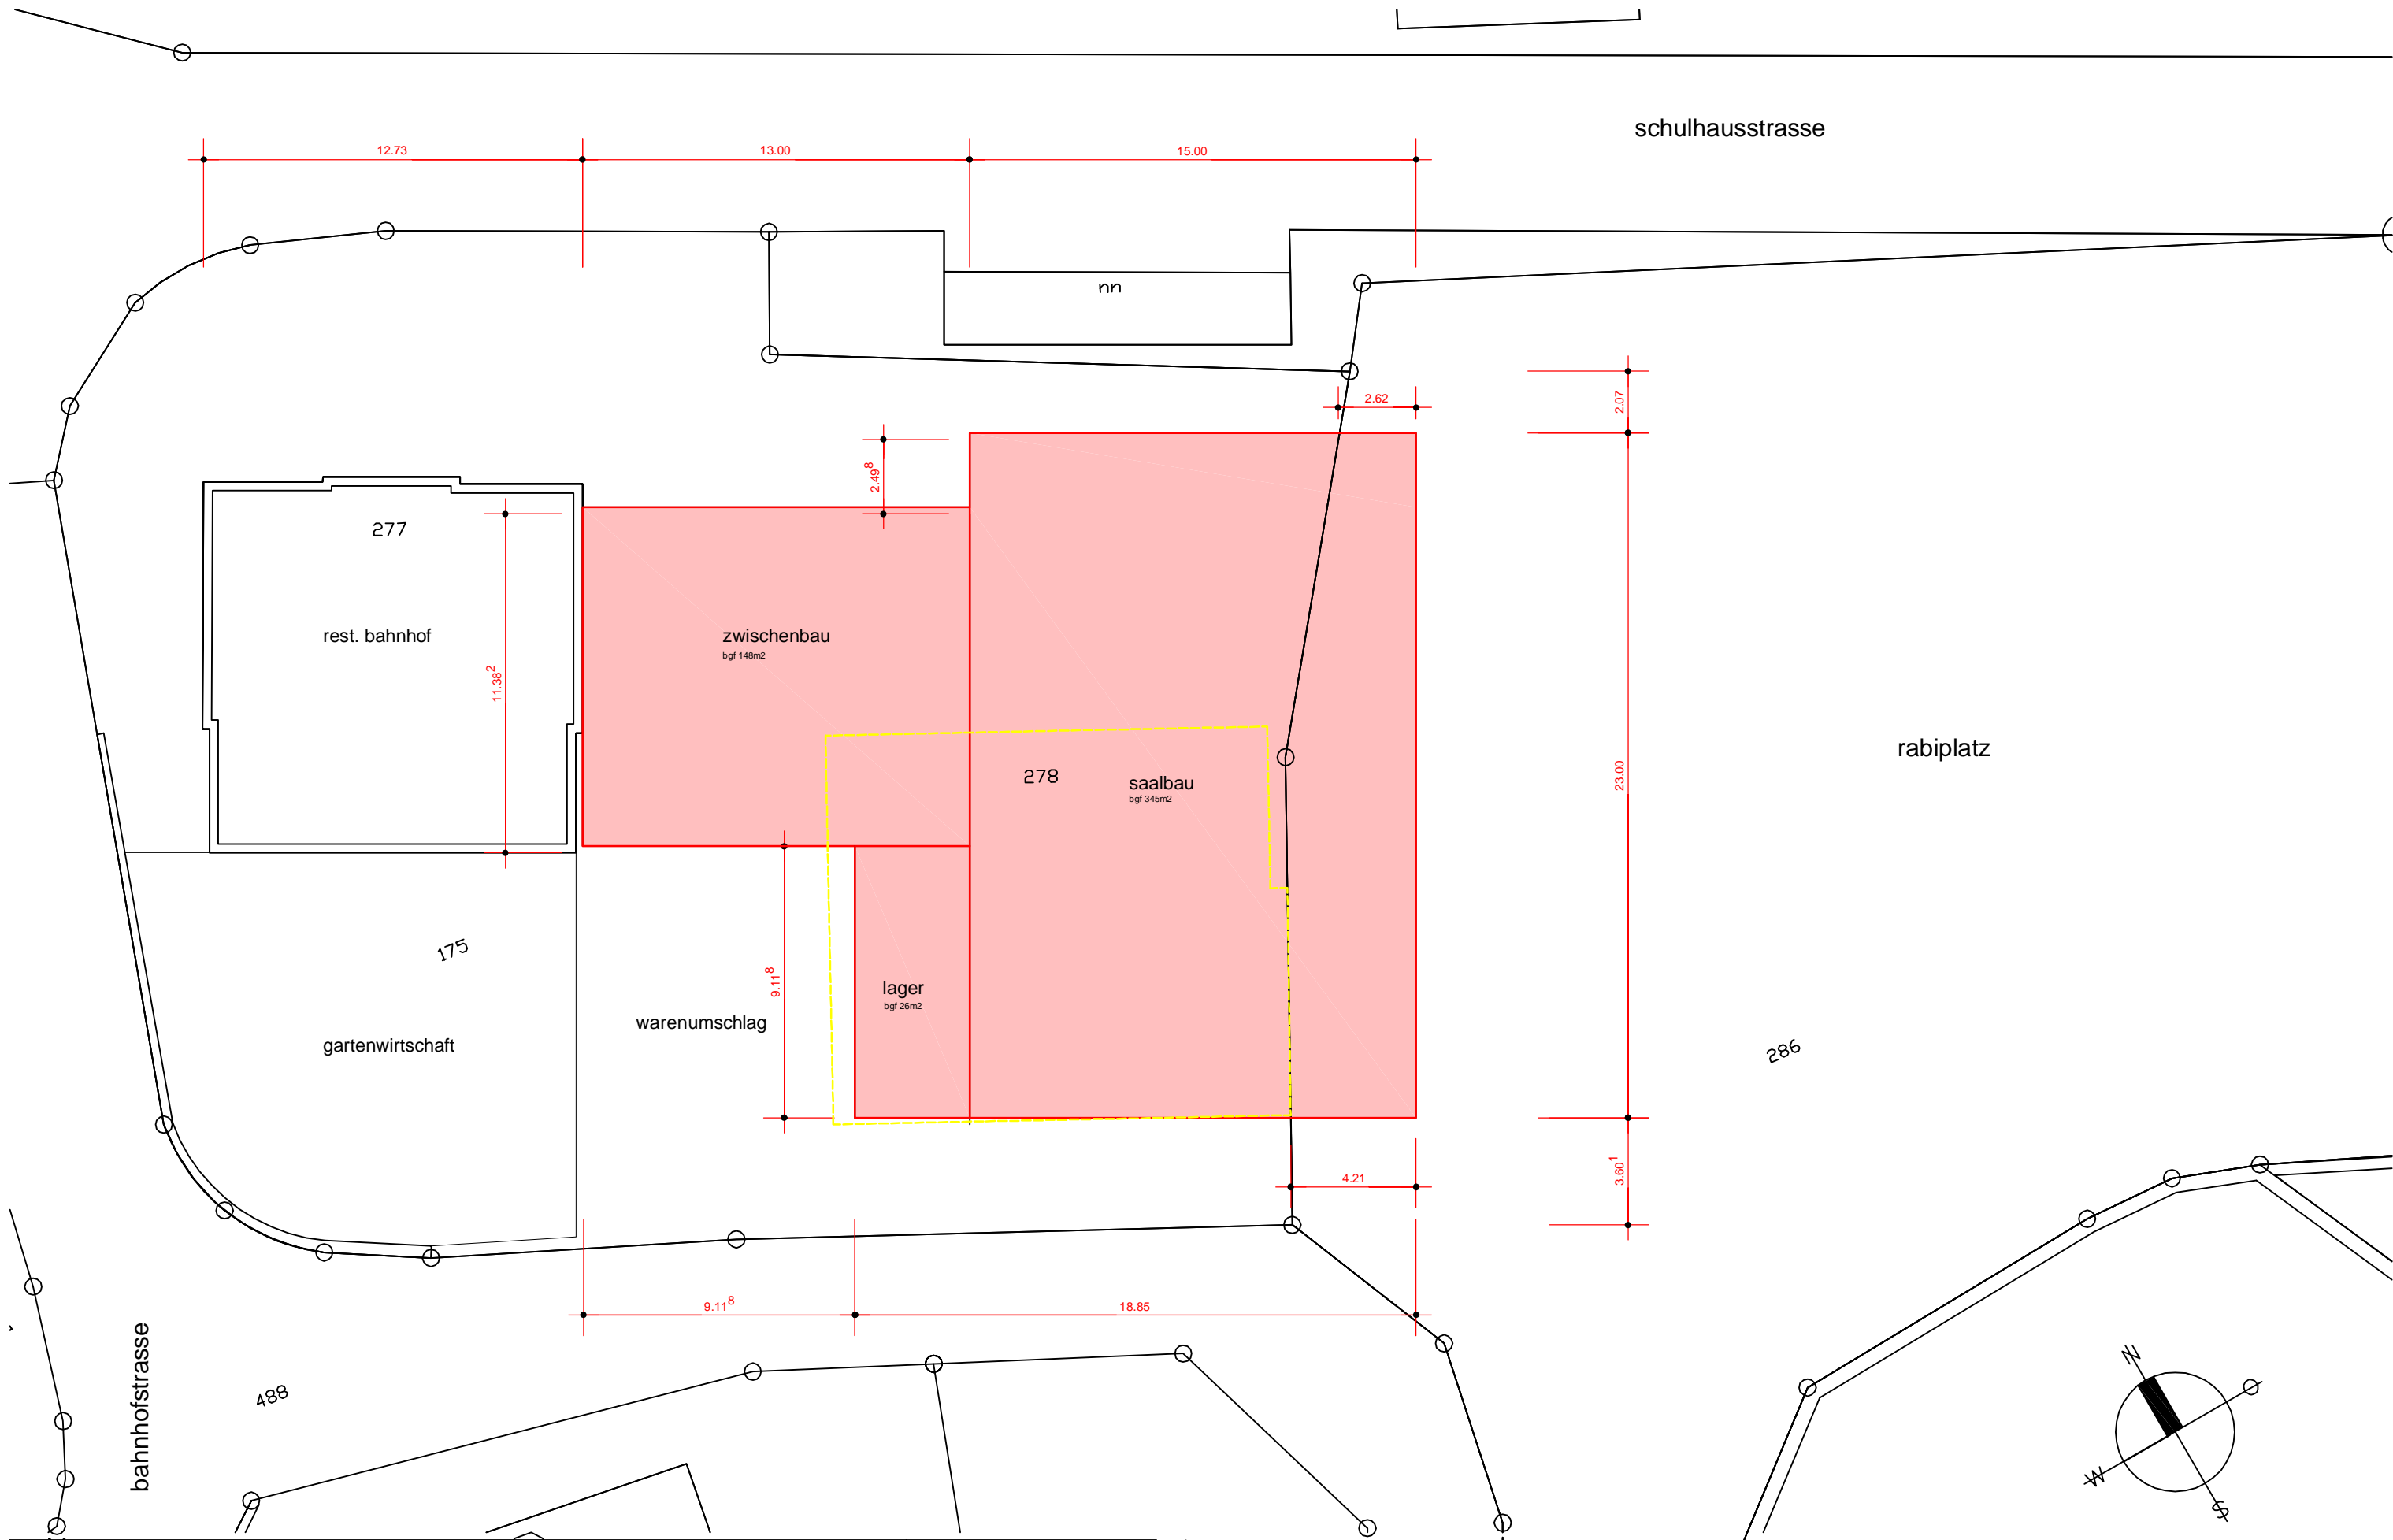 schulhausstrasse
12.73
13.00
15.00
nn
2.62
2.07
2.49⁸
277
rest. bahnhof
zwischenbau
bgf 148m2
11.38²
278
saalbau
bgf 345m2
23.00
rabiplatz
175
9.11⁸
lager
bgf 26m2
warenumschlag
gartenwirtschaft
286
4.21
3.60¹
9.11⁸
18.85
bahnhofstrasse
488
N
O
W
S